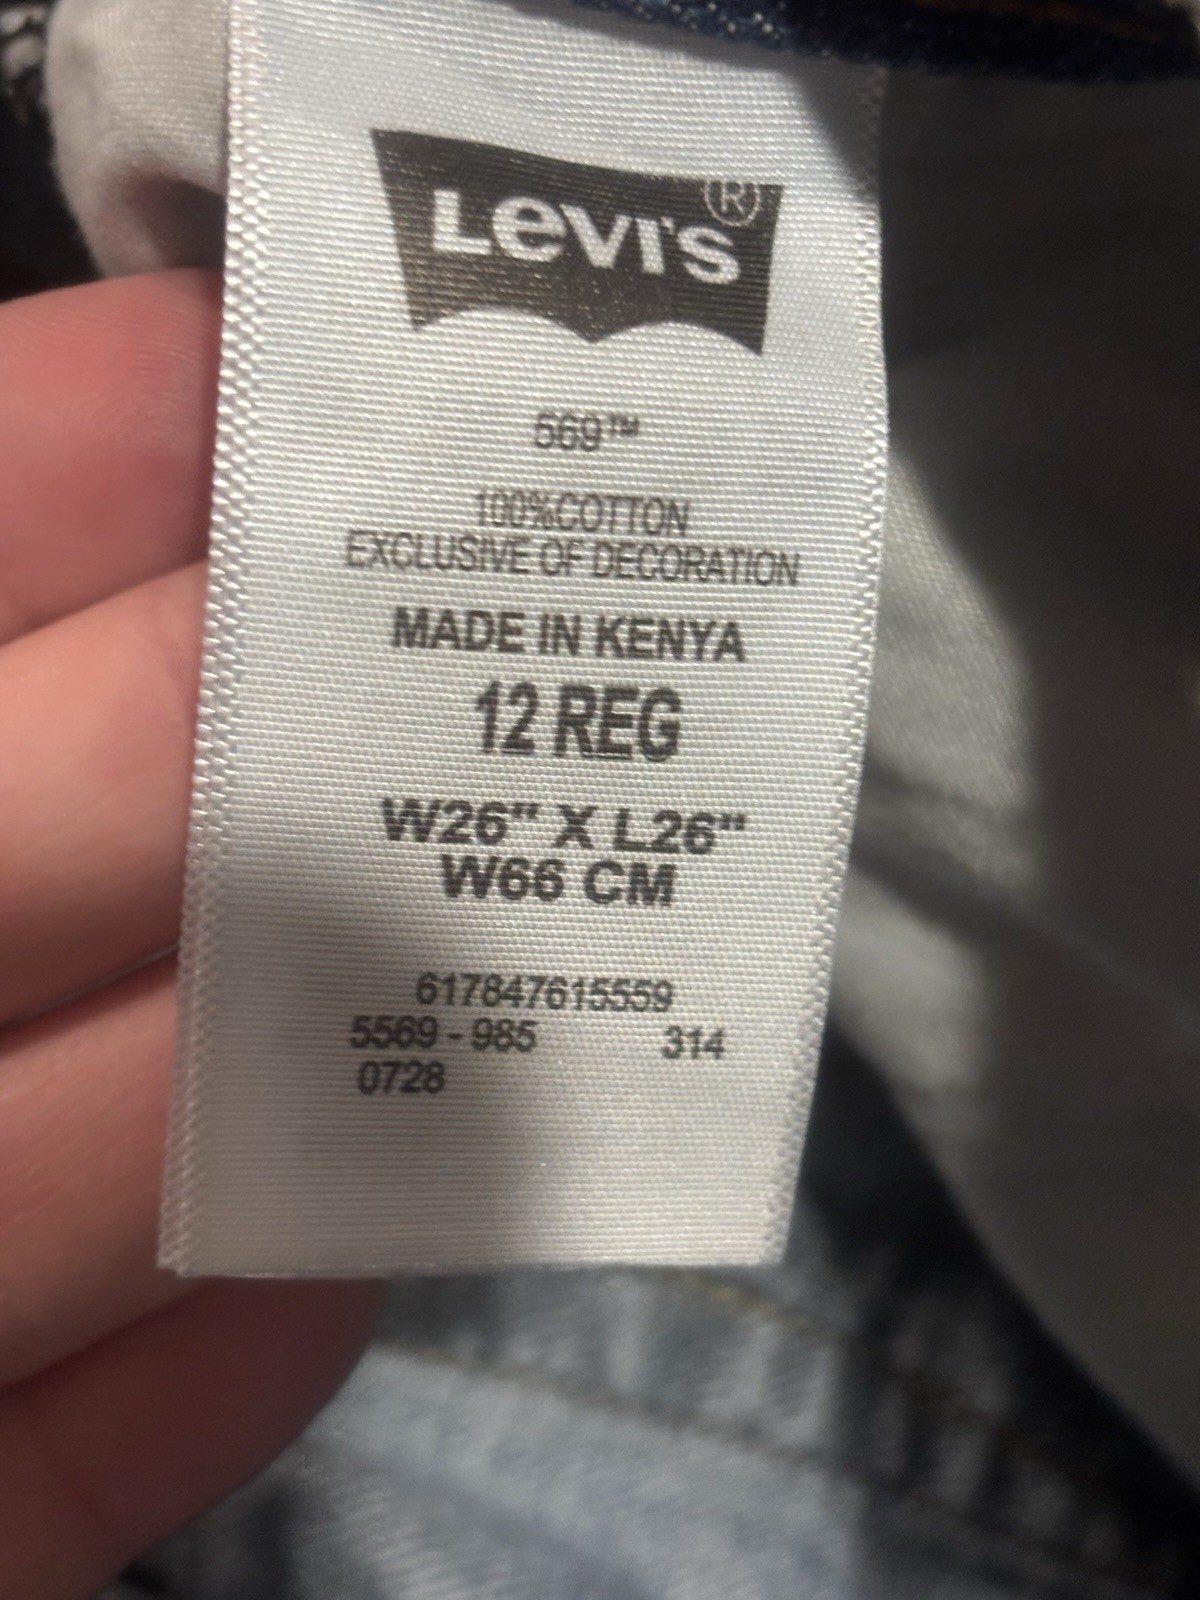 Levi's®
569™
100%COTTON
EXCLUSIVE OF DECORATION
MADE IN KENYA
12 REG
W26" X L26"
W66 CM
617847615559
5569 - 985 314
0728